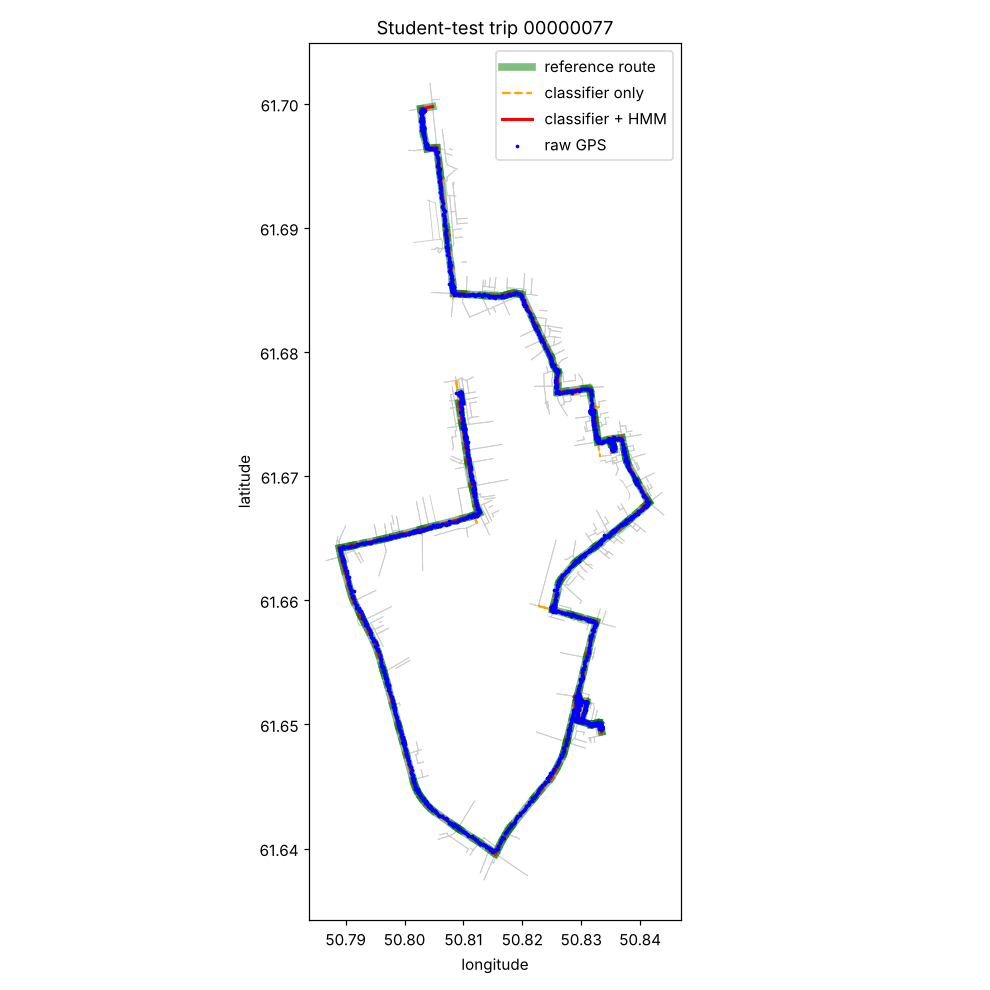 Student-test trip 00000077
reference route
classifier only
classifier + HMM
raw GPS
61.70
61.69
61.68
61.67
61.66
61.65
61.64
latitude
50.79 50.80 50.81 50.82 50.83 50.84
longitude